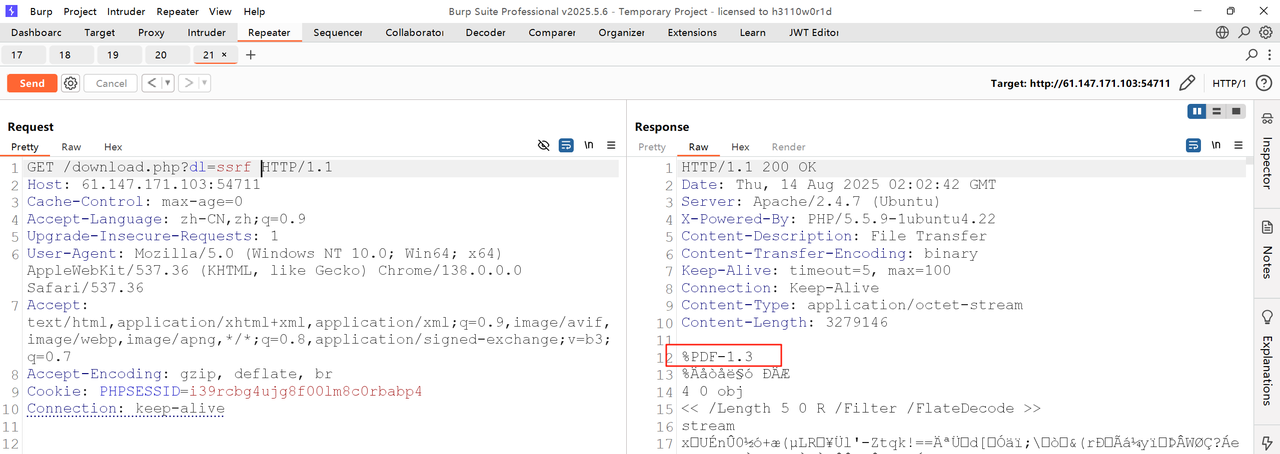 Burp Project Intruder Repeater View Help
Burp Suite Professional v2025.5.6 - Temporary Project - licensed to h3110w0r1d
Dashboard Target Proxy Intruder Repeater Sequencer Collaborator Decoder Comparer Organizer Extensions Learn JWT Editor
17 18 19 20 21 × +
Send Cancel < >
Target: http://61.147.171.103:54711 HTTP/1 ?
Request
Pretty Raw Hex \n
1 GET /download.php?dl=ssrf HTTP/1.1
2 Host: 61.147.171.103:54711
3 Cache-Control: max-age=0
4 Accept-Language: zh-CN,zh;q=0.9
5 Upgrade-Insecure-Requests: 1
6 User-Agent: Mozilla/5.0 (Windows NT 10.0; Win64; x64)
AppleWebKit/537.36 (KHTML, like Gecko) Chrome/138.0.0.0
Safari/537.36
7 Accept:
text/html,application/xhtml+xml,application/xml;q=0.9,image/avif,
image/webp,image/apng,*/*;q=0.8,application/signed-exchange;v=b3;
q=0.7
8 Accept-Encoding: gzip, deflate, br
9 Cookie: PHPSESSID=i39rcbg4ujg8f00lm8c0rbabp4
10 Connection: keep-alive
11
12
Response
Pretty Raw Hex Render \n
1 HTTP/1.1 200 OK
2 Date: Thu, 14 Aug 2025 02:02:42 GMT
3 Server: Apache/2.4.7 (Ubuntu)
4 X-Powered-By: PHP/5.5.9-1ubuntu4.22
5 Content-Description: File Transfer
6 Content-Transfer-Encoding: binary
7 Keep-Alive: timeout=5, max=100
8 Connection: Keep-Alive
9 Content-Type: application/octet-stream
10 Content-Length: 3279146
11
12 %PDF-1.3
13 %Äåòåë§ó ÐÄÆ
14 4 0 obj
15 << /Length 5 0 R /Filter /FlateDecode >>
16 stream
17
Inspector
Notes
Explanations